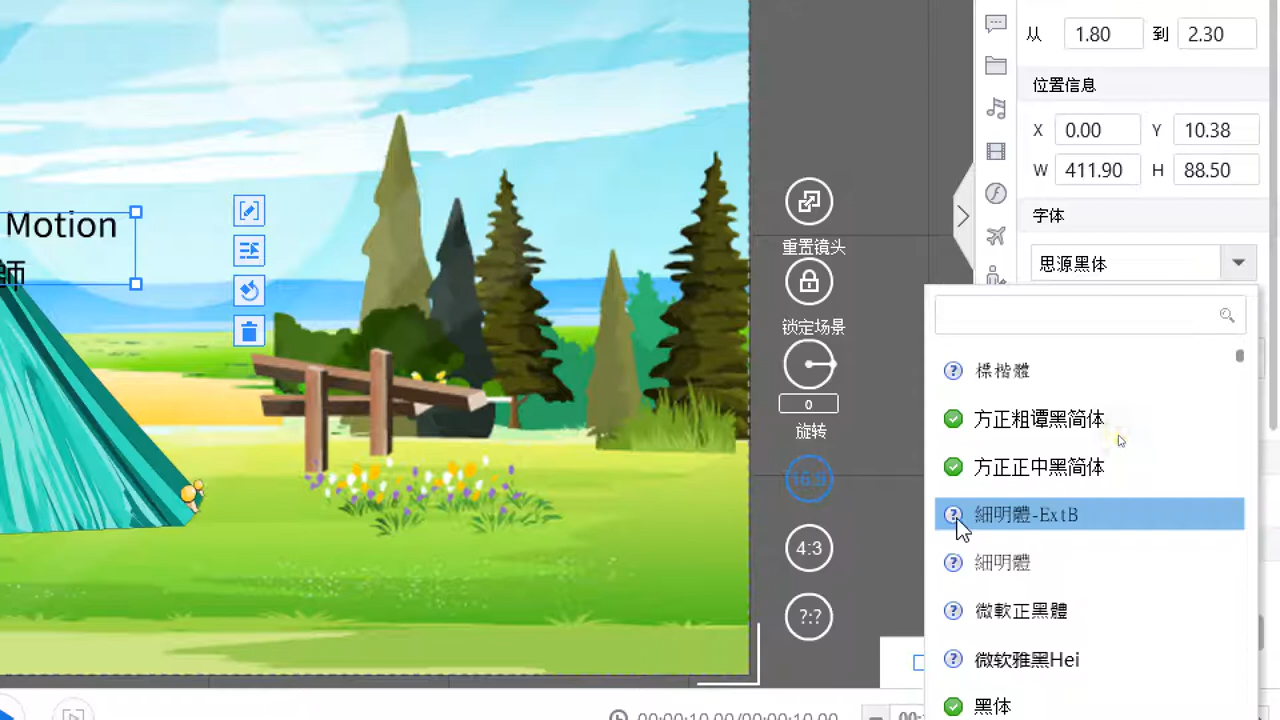 Motion
師
重置镜头
锁定场景
0
旋转
16:9
4:3
?:?
从 1.80 到 2.30
位置信息
X 0.00 Y 10.38
W 411.90 H 88.50
字体
思源黑体
標楷體
方正粗谭黑简体
方正正中黑简体
細明體-ExtB
細明體
微軟正黑體
微软雅黑Hei
黑体
00:00:10.00/00:00:10.00